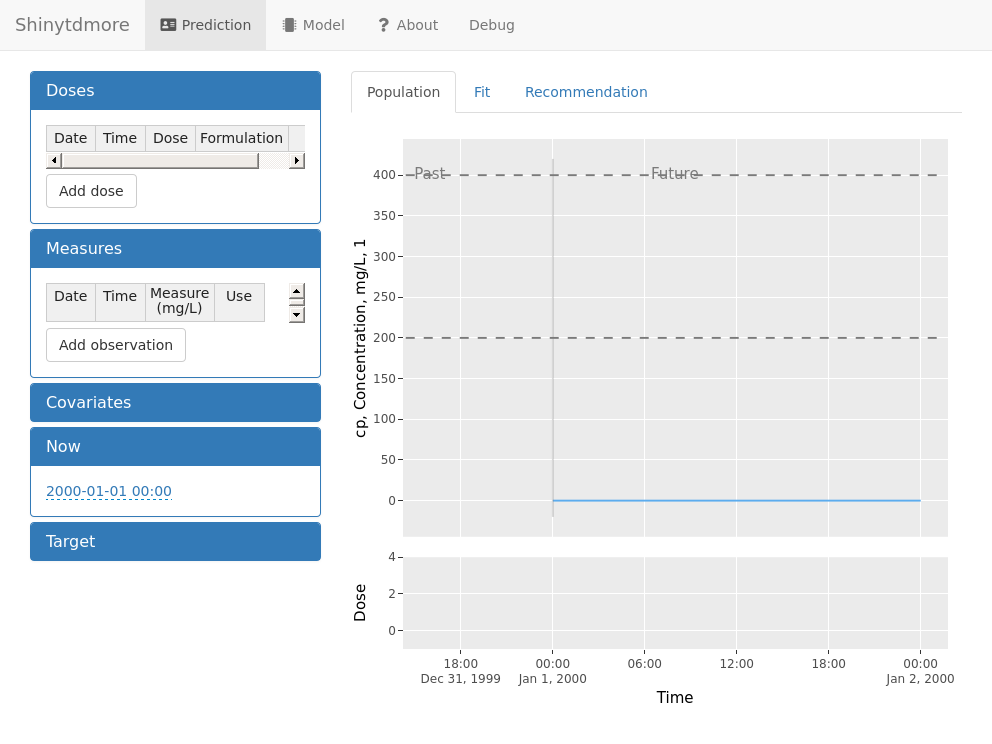 Shinytdmore Prediction Model ? About Debug
Doses
Date Time Dose Formulation
Add dose
Measures
Date Time Measure (mg/L) Use
Add observation
Covariates
Now
2000-01-01 00:00
Target
Population Fit Recommendation
Past Future
cp, Concentration, mg/L, 1
400
350
300
250
200
150
100
50
0
Dose
4
2
0
18:00 00:00 06:00 12:00 18:00 00:00
Dec 31, 1999 Jan 1, 2000 Jan 2, 2000
Time